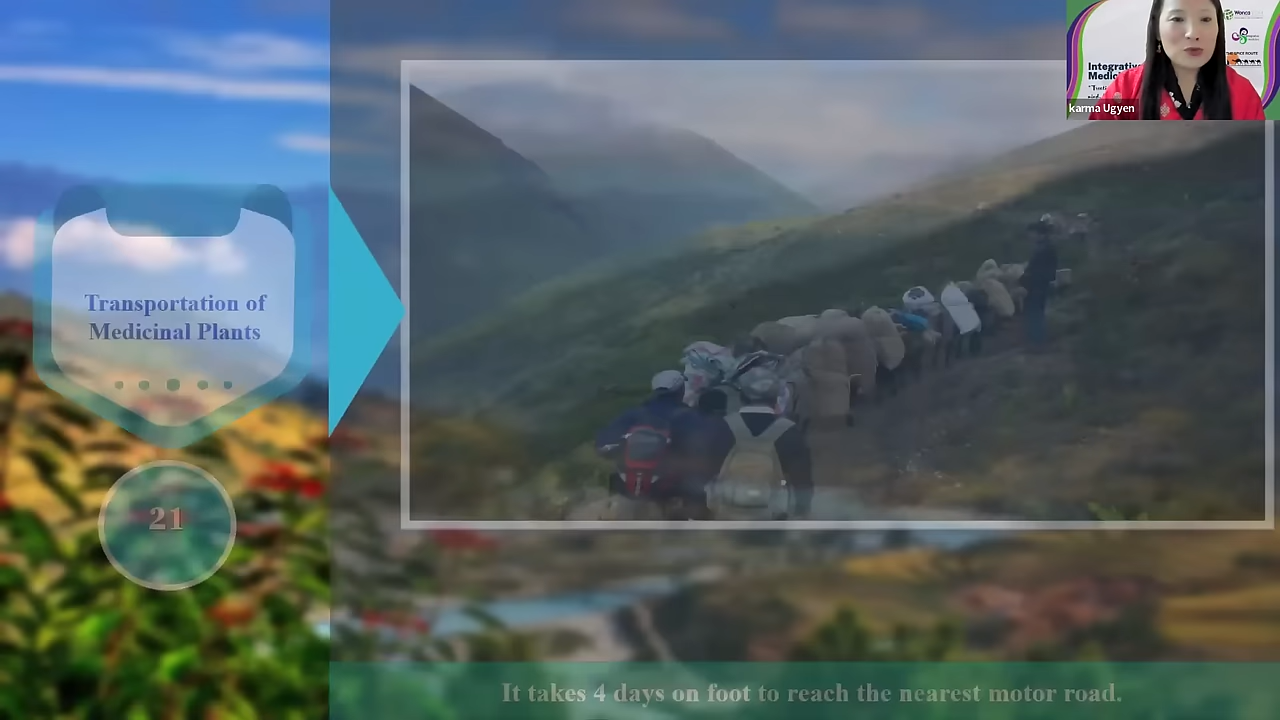 Transportation of
Medicinal Plants
21
It takes 4 days on foot to reach the nearest motor road.
Integrative
Wonca
karma Ugyen